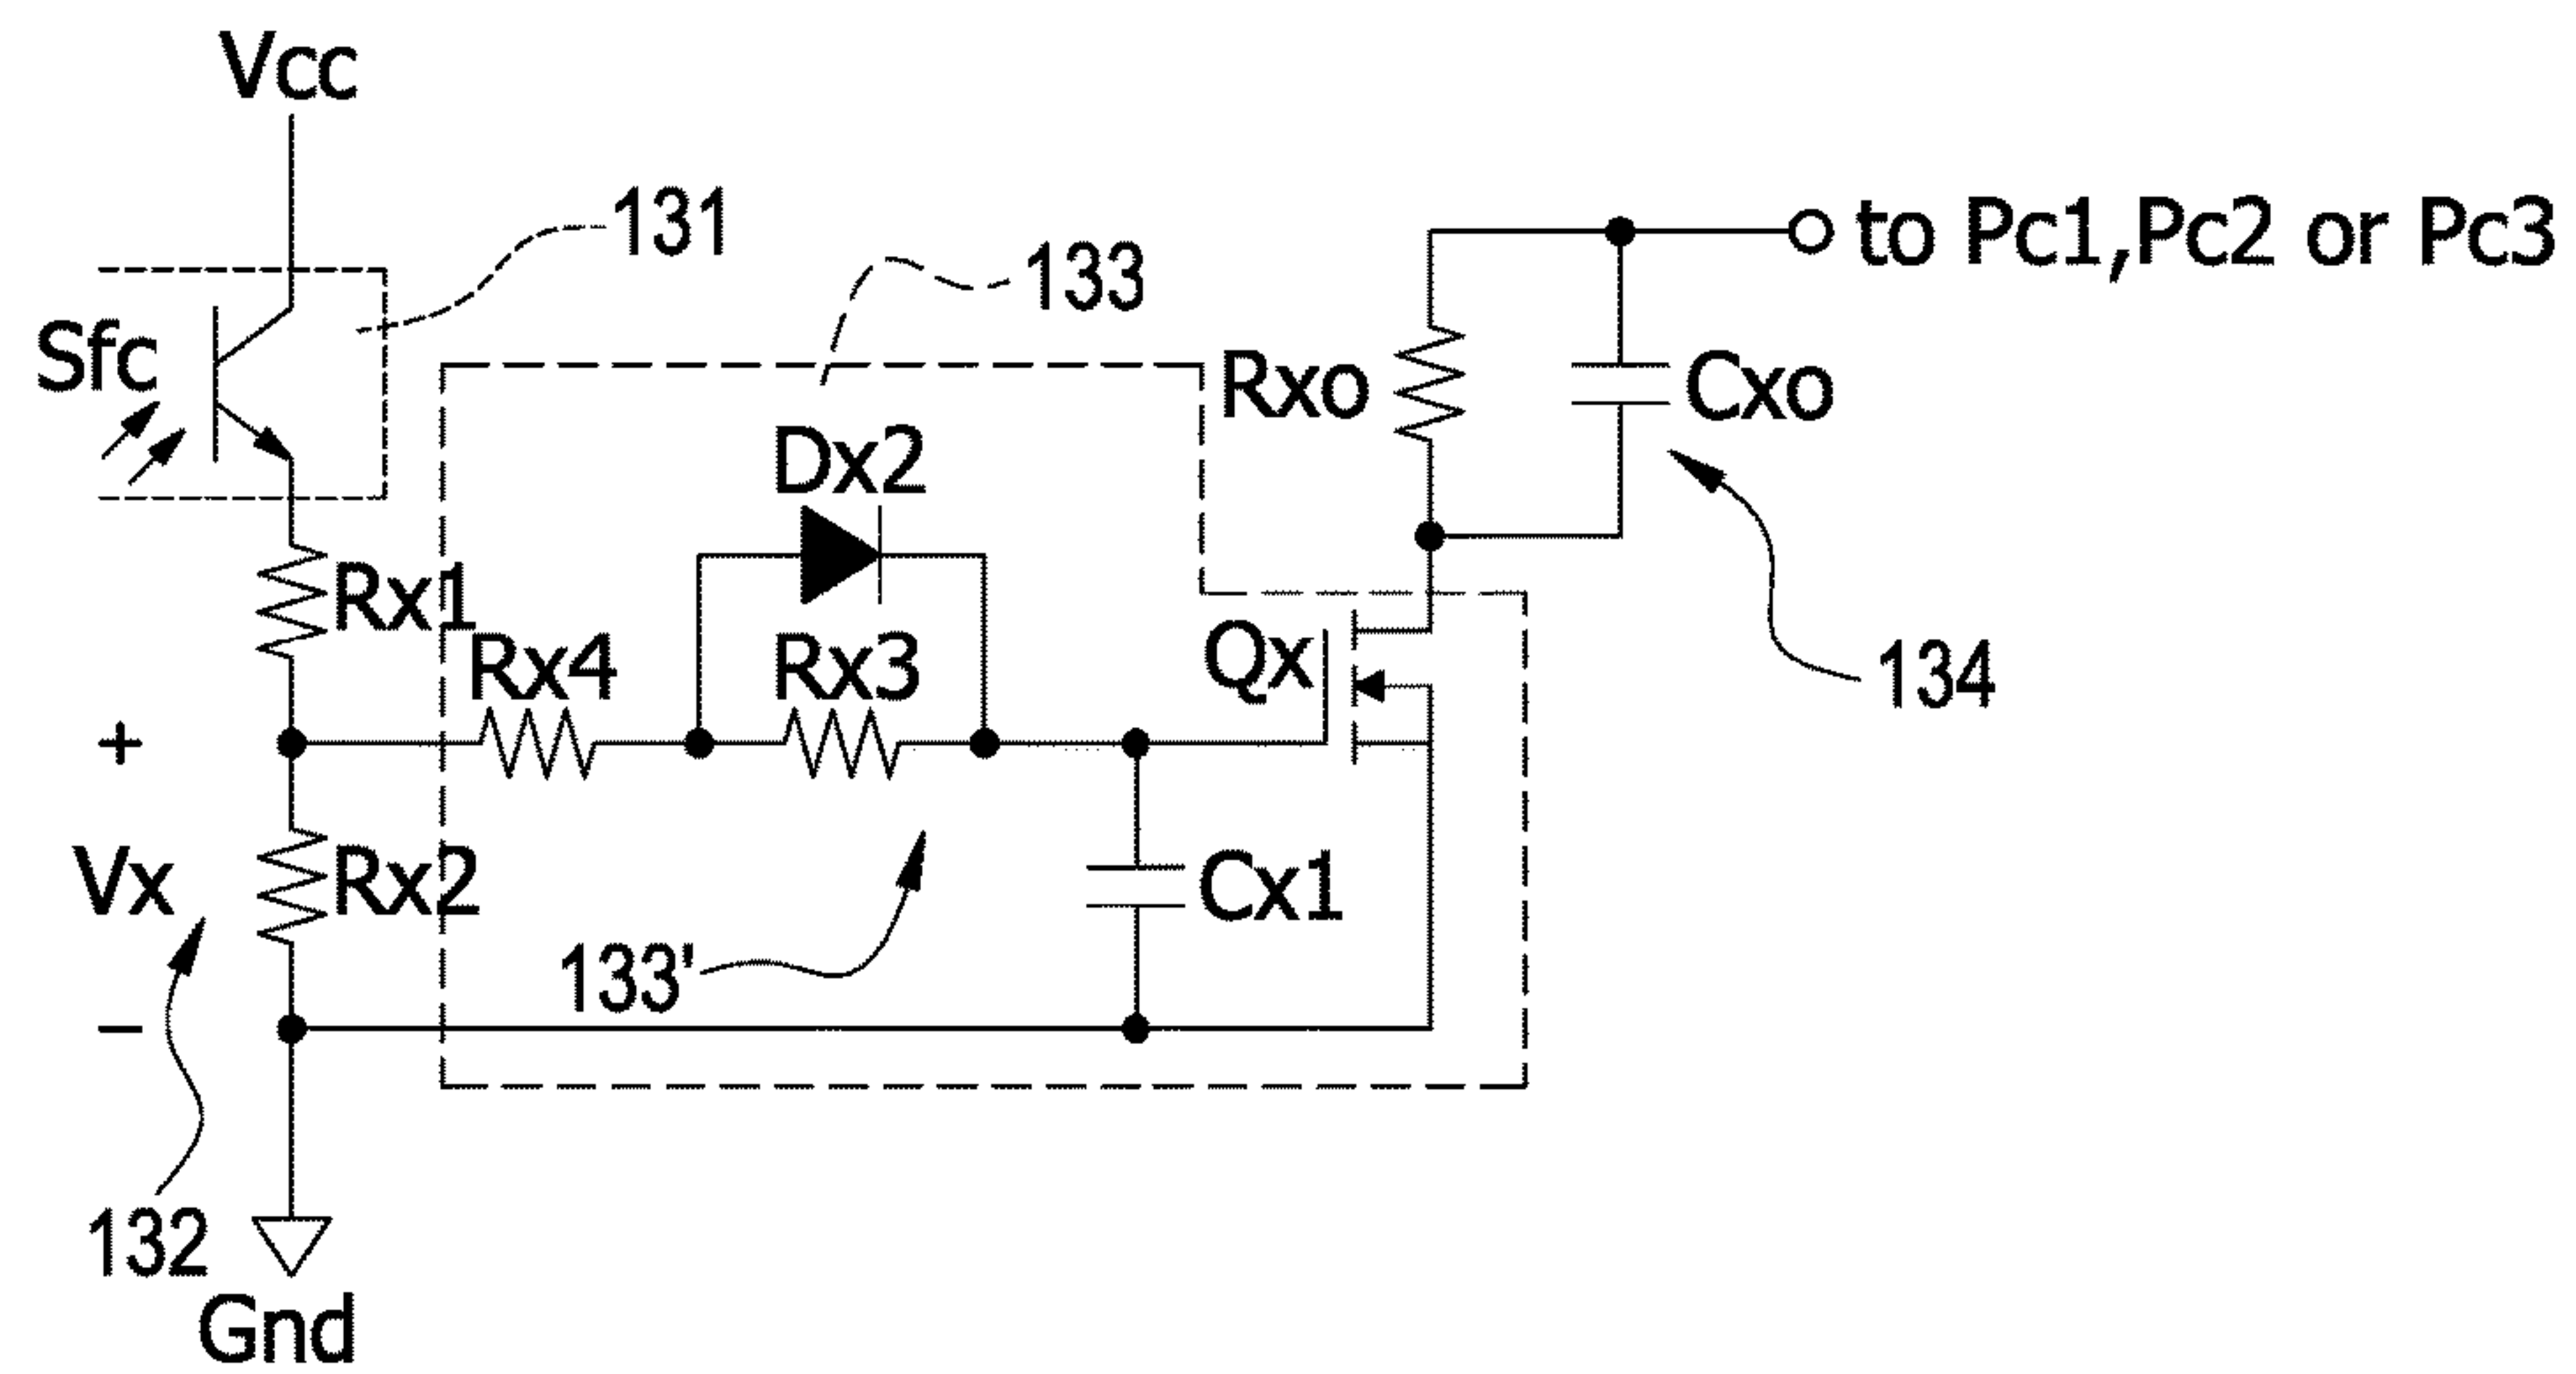 Vcc
131
to Pc1,Pc2 or Pc3
133
Sfc
Rxo
Cxo
Dx2
Rx1
Rx4
Rx3
Qx
134
+
Vx
Rx2
Cx1
133'
−
132
Gnd